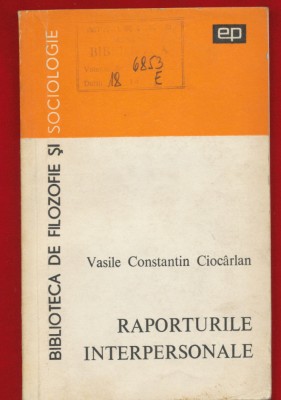 ep
6853
18
E
BIBLIOTECA DE FILOZOFIE ȘI SOCIOLOGIE
Vasile Constantin Ciocârlan
RAPORTURILE
INTERPERSONALE